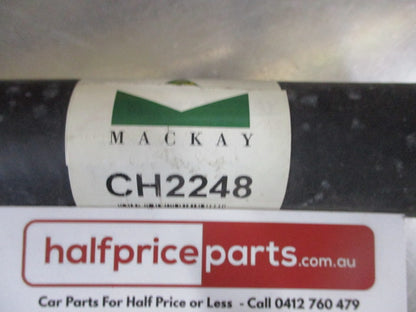 MACKAY
CH2248
halfpriceparts.com.au
Car Parts For Half Price or Less - Call 0412 760 479